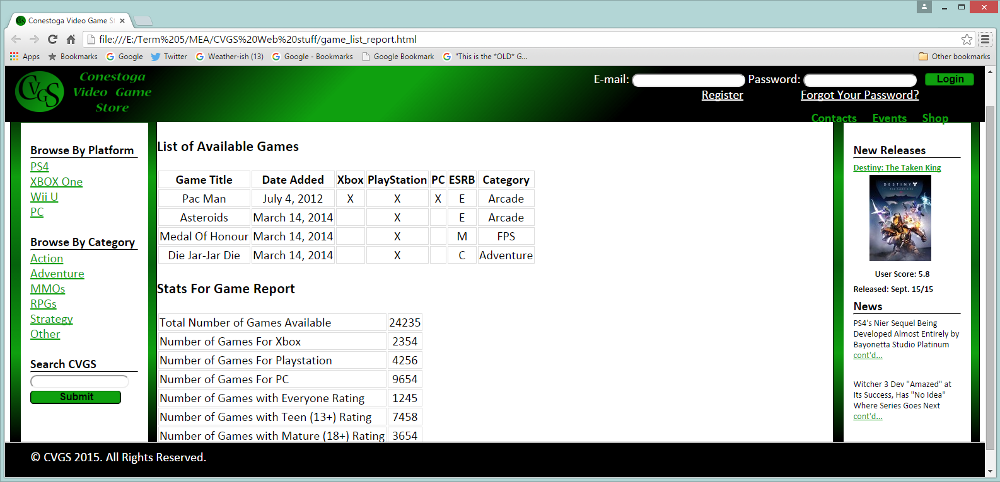 Conestoga Video Game St
file:///E:/Term%205/MEA/CVGS%20Web%20stuff/game_list_report.html
Apps Bookmarks Google Twitter Weather-ish (13) Google - Bookmarks Google Bookmark "This is the *OLD* G... Other bookmarks
CVGS
Conestoga
Video Game
Store
E-mail: Password: Login
Register Forgot Your Password?
Contacts Events Shop
Browse By Platform
PS4
XBOX One
Wii U
PC
Browse By Category
Action
Adventure
MMOs
RPGs
Strategy
Other
Search CVGS
Submit
List of Available Games
Game Title Date Added Xbox PlayStation PC ESRB Category
Pac Man July 4, 2012 X X X E Arcade
Asteroids March 14, 2014 X E Arcade
Medal Of Honour March 14, 2014 X M FPS
Die Jar-Jar Die March 14, 2014 X C Adventure
Stats For Game Report
Total Number of Games Available 24235
Number of Games For Xbox 2354
Number of Games For Playstation 4256
Number of Games For PC 9654
Number of Games with Everyone Rating 1245
Number of Games with Teen (13+) Rating 7458
Number of Games with Mature (18+) Rating 3654
New Releases
Destiny: The Taken King
DESTINY
THE TAKEN KING
User Score: 5.8
Released: Sept. 15/15
News
PS4's Nier Sequel Being
Developed Almost Entirely by
Bayonetta Studio Platinum
cont'd...
Witcher 3 Dev "Amazed" at
Its Success, Has "No Idea"
Where Series Goes Next
cont'd...
© CVGS 2015. All Rights Reserved.